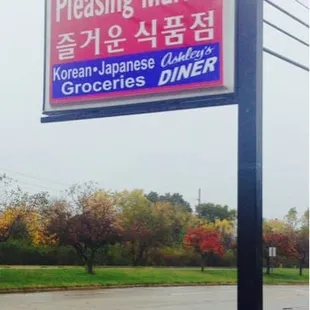 Pleasing
즐거운 식품점
Korean•Japanese
Groceries
Ashley's
DINER